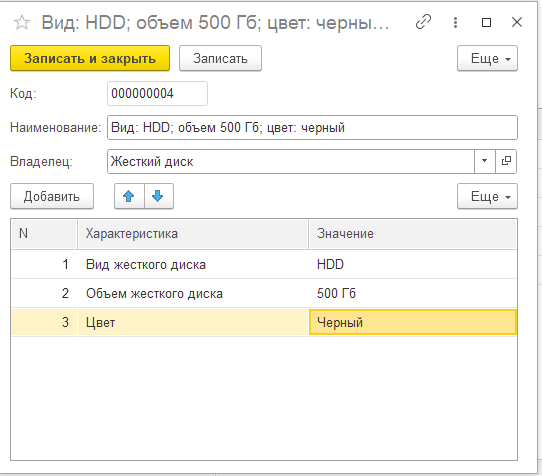 Вид: HDD; объем 500 Гб; цвет: черны...
Записать и закрыть Записать Еще
Код: 000000004
Наименование: Вид: HDD; объем 500 Гб; цвет: черный
Владелец: Жесткий диск
Добавить Еще
N Характеристика Значение
1 Вид жесткого диска HDD
2 Объем жесткого диска 500 Гб
3 Цвет Черный